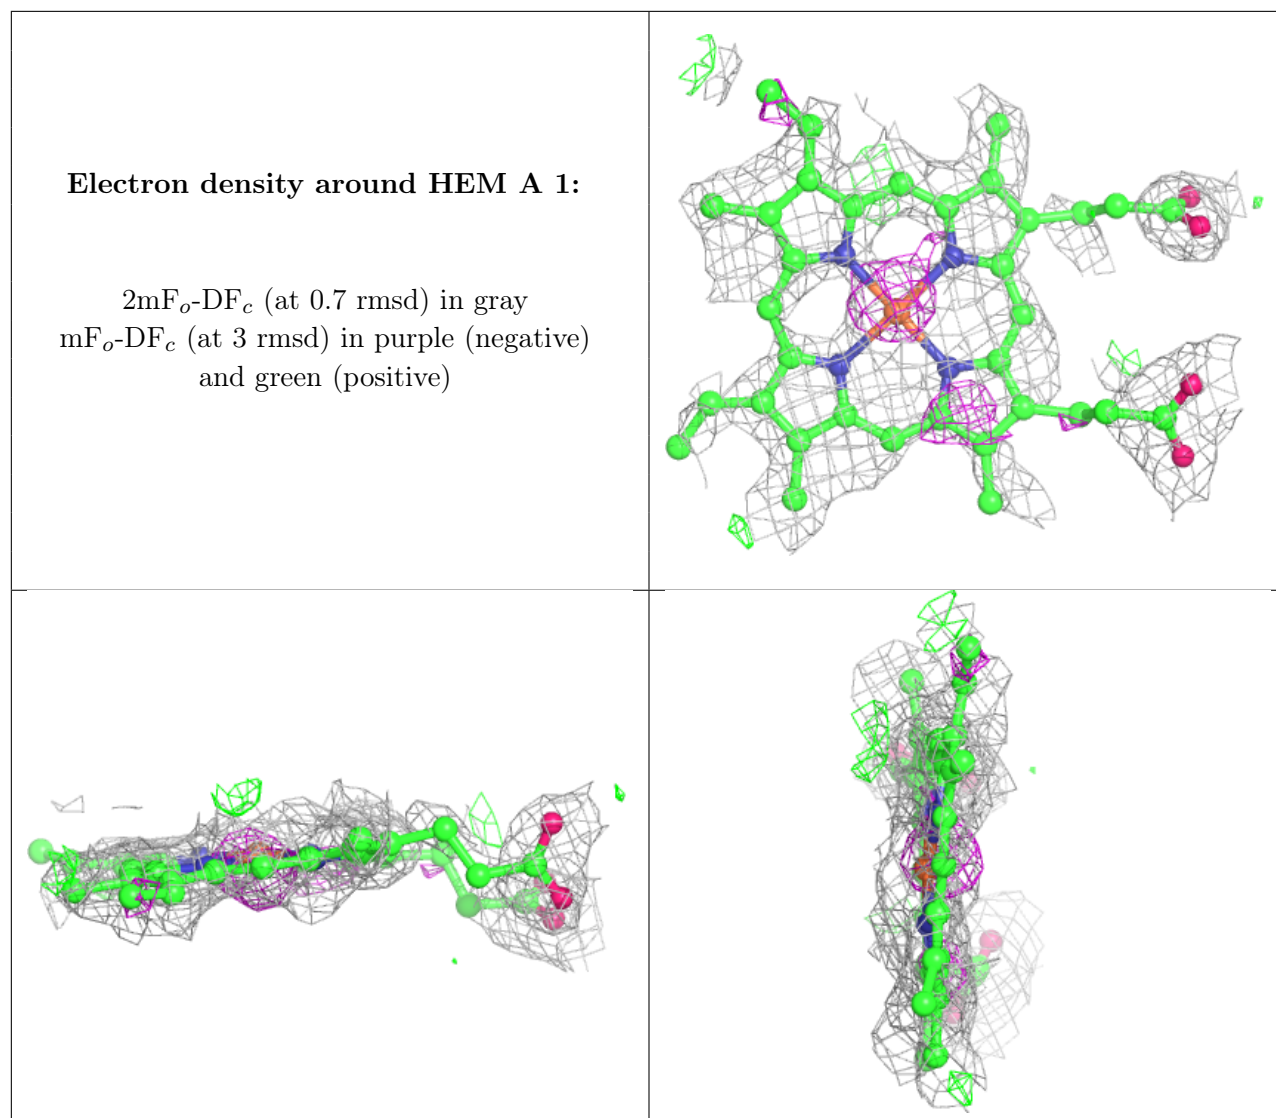 Electron density around HEM A 1:
2mFo-DFc (at 0.7 rmsd) in gray
mFo-DFc (at 3 rmsd) in purple (negative)
and green (positive)